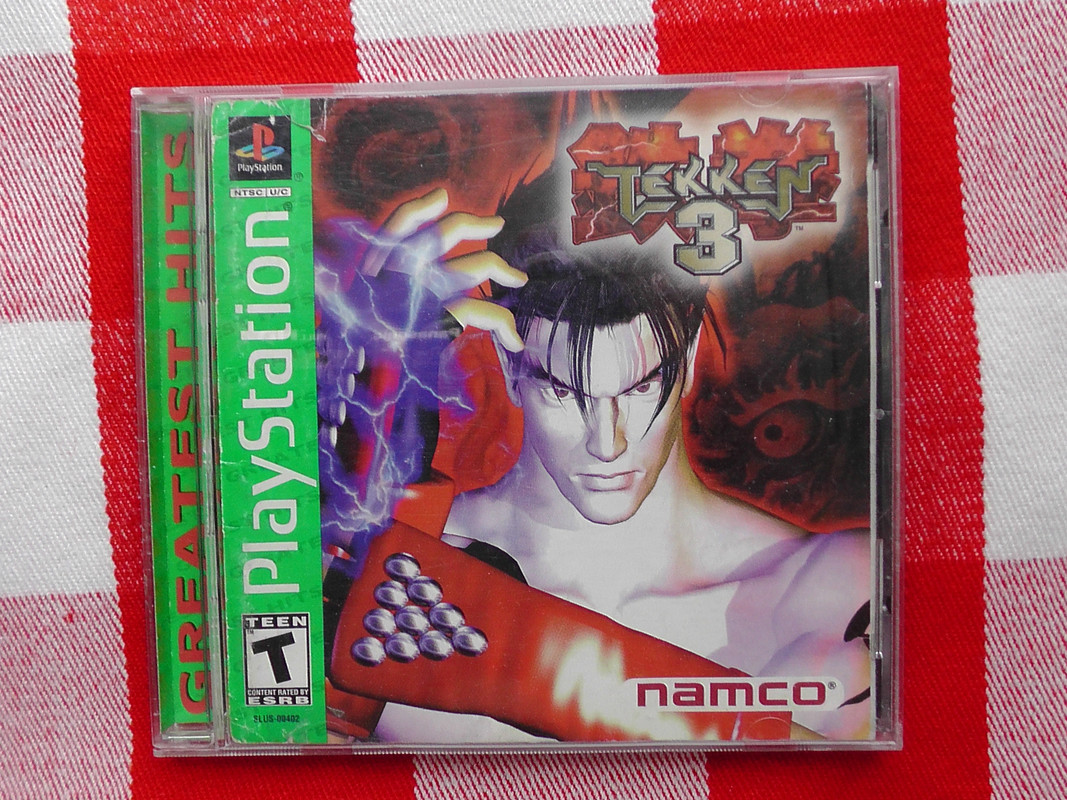 GREATEST HITS
PlayStation
NTSC U/C
PlayStation
TEEN
T
CONTENT RATED BY
ESRB
SLUS-00402
TEKKEN
3
namco